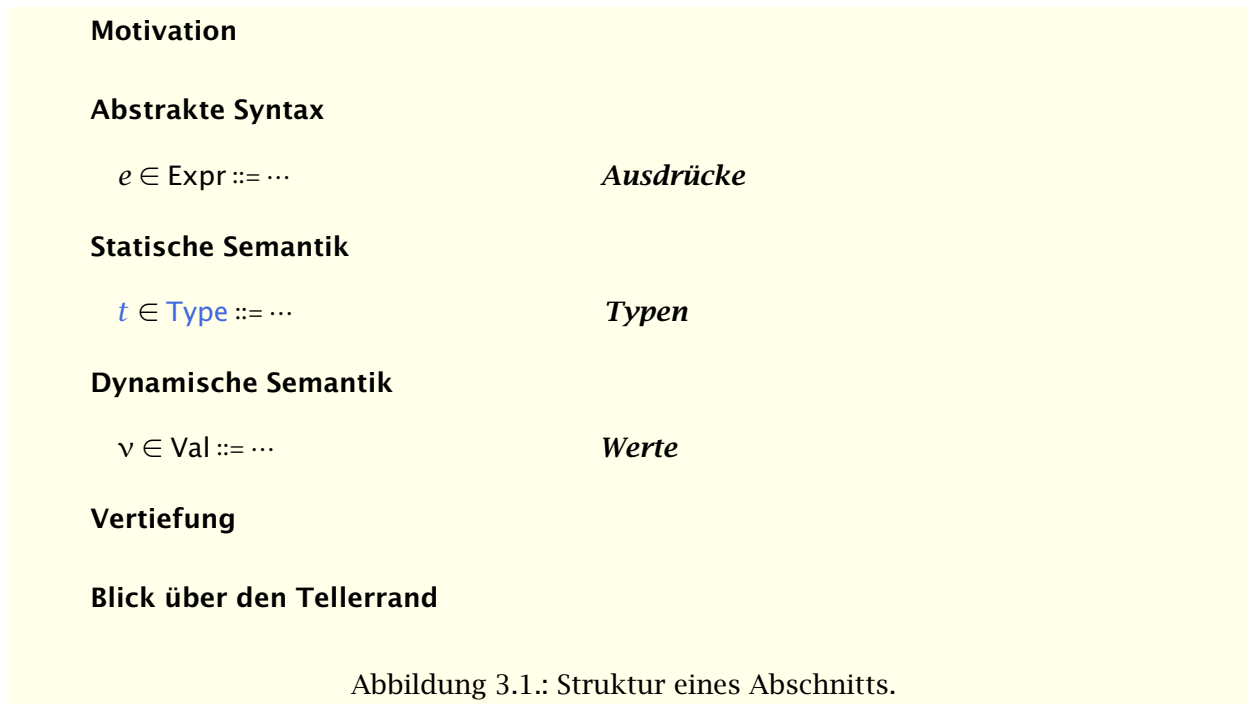 Motivation
Abstrakte Syntax
e ∈ Expr ::= ··· Ausdrücke
Statische Semantik
t ∈ Type ::= ··· Typen
Dynamische Semantik
ν ∈ Val ::= ··· Werte
Vertiefung
Blick über den Tellerrand
Abbildung 3.1.: Struktur eines Abschnitts.